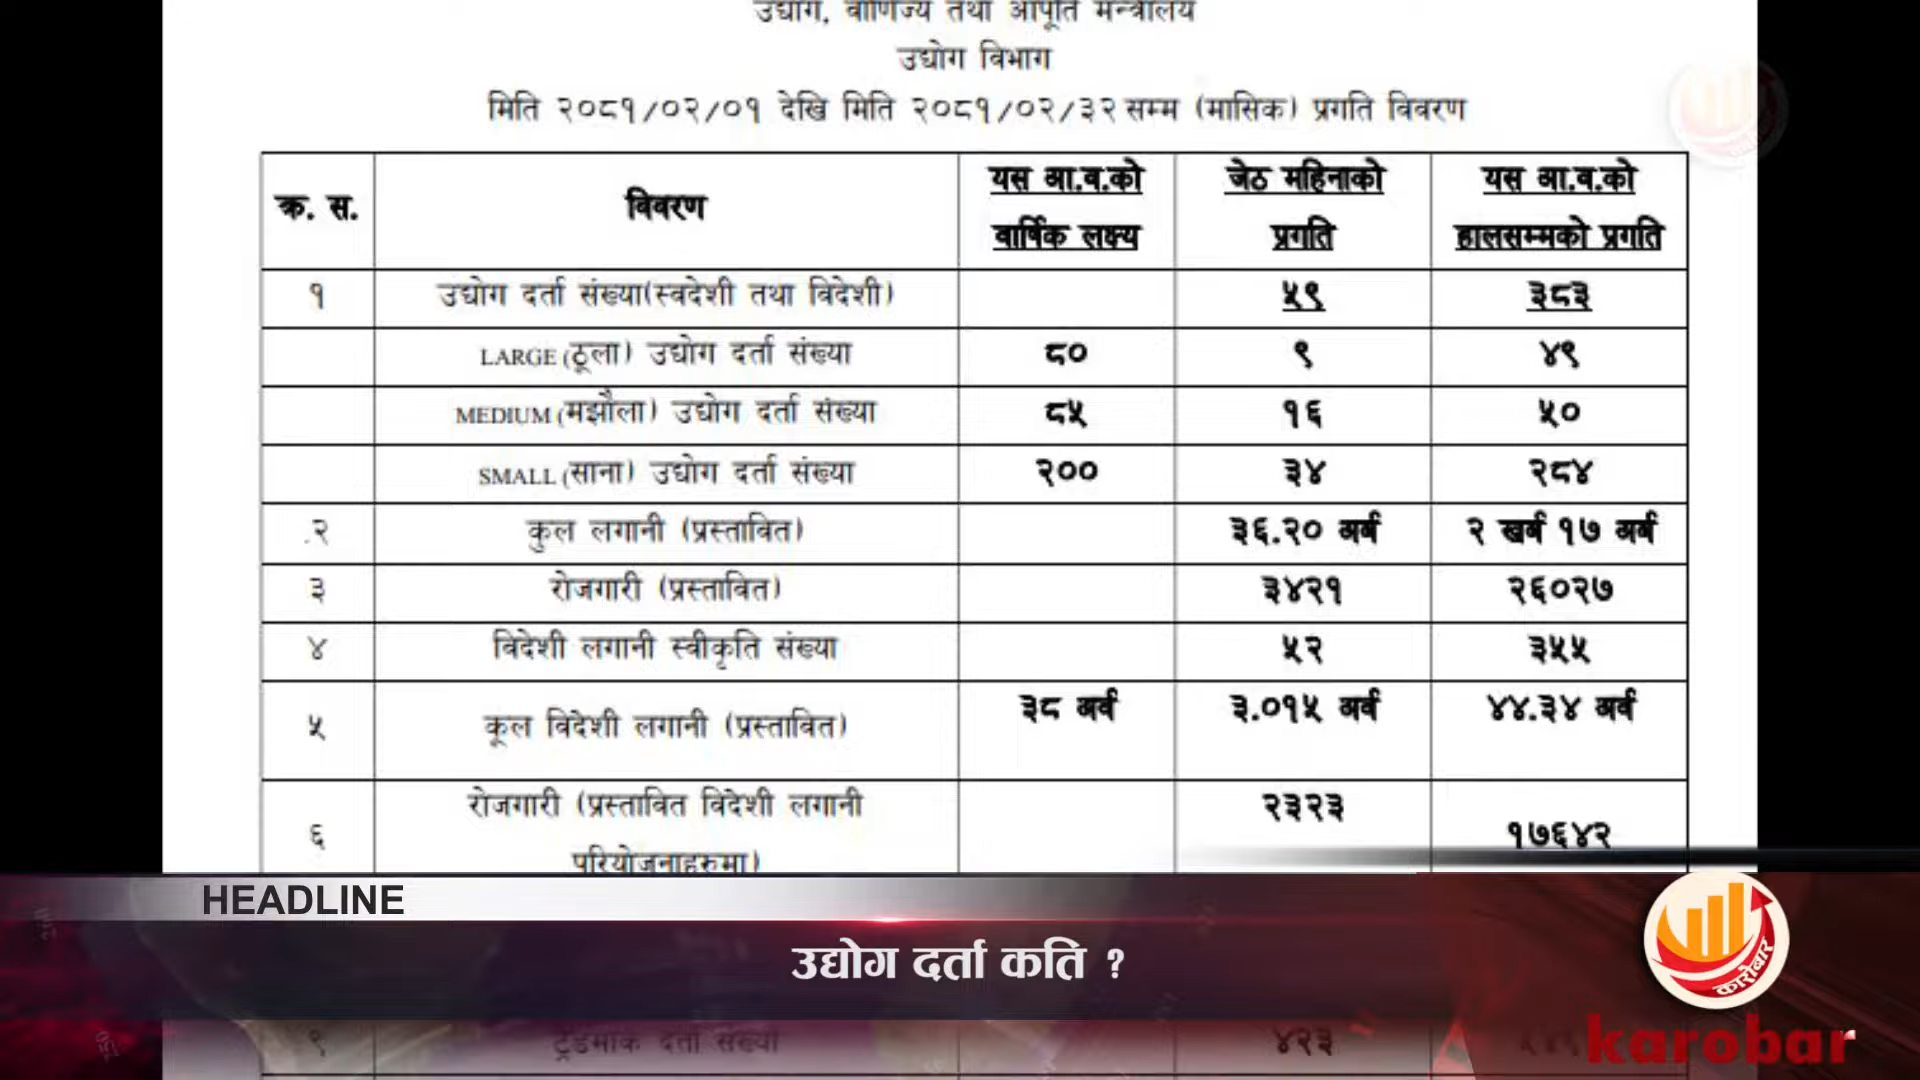 उद्योग, वाणिज्य तथा आपूर्ति मन्त्रालय
उद्योग विभाग
मिति २०८१/०२/०१ देखि मिति २०८१/०२/३२ सम्म (मासिक) प्रगति विवरण
क्र. स. विवरण यस आ.व.को वार्षिक लक्ष्य जेठ महिनाको प्रगति यस आ.व.को हालसम्मको प्रगति
१ उद्योग दर्ता संख्या(स्वदेशी तथा विदेशी) ५९ ३८३
LARGE (ठूला) उद्योग दर्ता संख्या ८० ९ ४९
MEDIUM (मझौला) उद्योग दर्ता संख्या ८५ १६ ५०
SMALL (साना) उद्योग दर्ता संख्या २०० ३४ २८४
.२ कुल लगानी (प्रस्तावित) ३६.२० अर्ब २ खर्ब १७ अर्ब
३ रोजगारी (प्रस्तावित) ३४२१ २६०२७
४ विदेशी लगानी स्वीकृति संख्या ५२ ३५५
५ कूल विदेशी लगानी (प्रस्तावित) ३८ अर्ब ३.०१५ अर्ब ४४.३४ अर्ब
६ रोजगारी (प्रस्तावित विदेशी लगानी परियोजनाहरुमा) २३२३ १७६४२
HEADLINE
उद्योग दर्ता कति ?
कारोबार
९ ट्रेडमार्क दर्ता संख्या ४२३
karobar